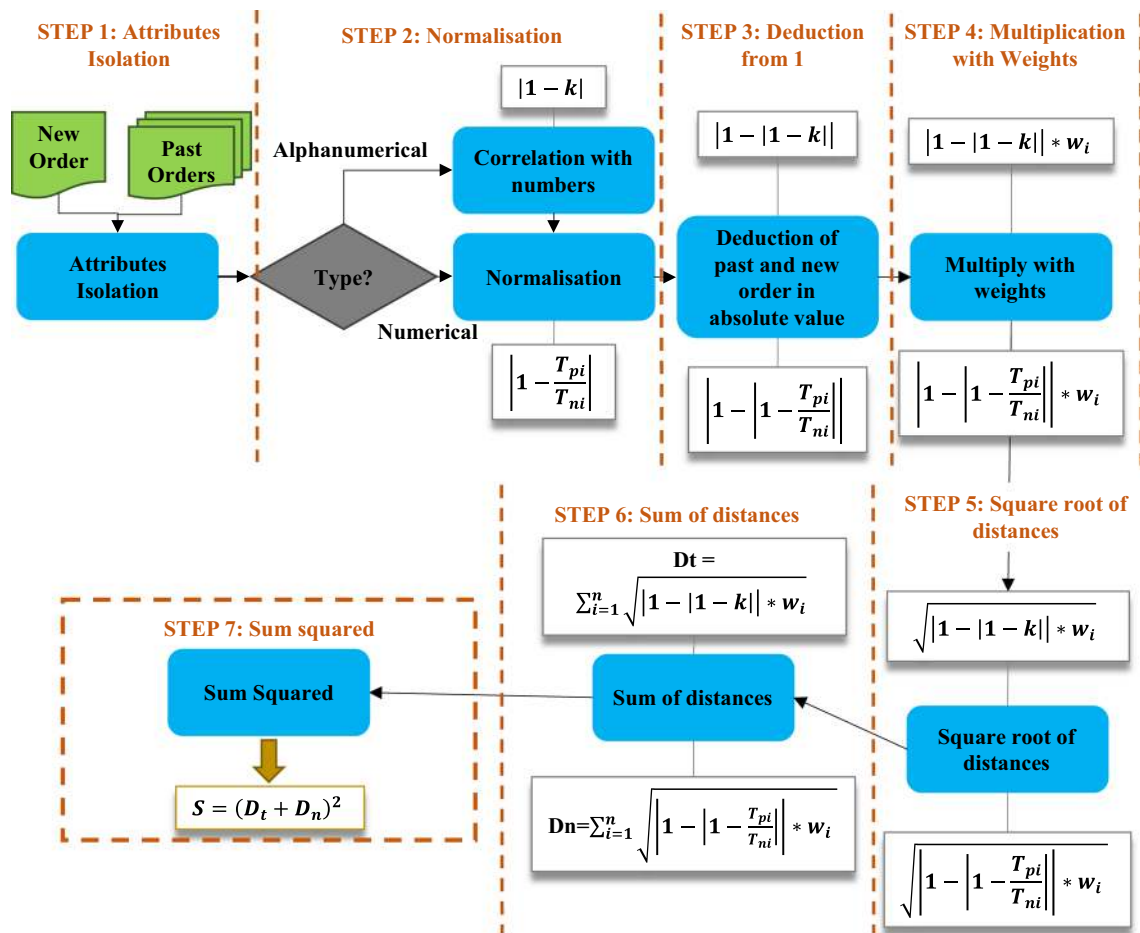 STEP 1: Attributes
Isolation
New
Order
Past
Orders
Attributes
Isolation
STEP 2: Normalisation
|1 − k|
Alphanumerical
Correlation with
numbers
Type?
Normalisation
Numerical
|1 − T_pi/T_ni|
STEP 3: Deduction
from 1
|1 − |1 − k||
Deduction of
past and new
order in
absolute value
|1 − |1 − T_pi/T_ni||
STEP 4: Multiplication
with Weights
|1 − |1 − k|| * w_i
Multiply with
weights
|1 − |1 − T_pi/T_ni|| * w_i
STEP 5: Square root of
distances
√(|1 − |1 − k|| * w_i)
Square root of
distances
√(|1 − |1 − T_pi/T_ni|| * w_i)
STEP 6: Sum of distances
Dt =
∑_{i=1}^{n} √(|1 − |1 − k|| * w_i)
Sum of distances
Dn=∑_{i=1}^{n} √(|1 − |1 − T_pi/T_ni|| * w_i)
STEP 7: Sum squared
Sum Squared
S = (D_t + D_n)^2